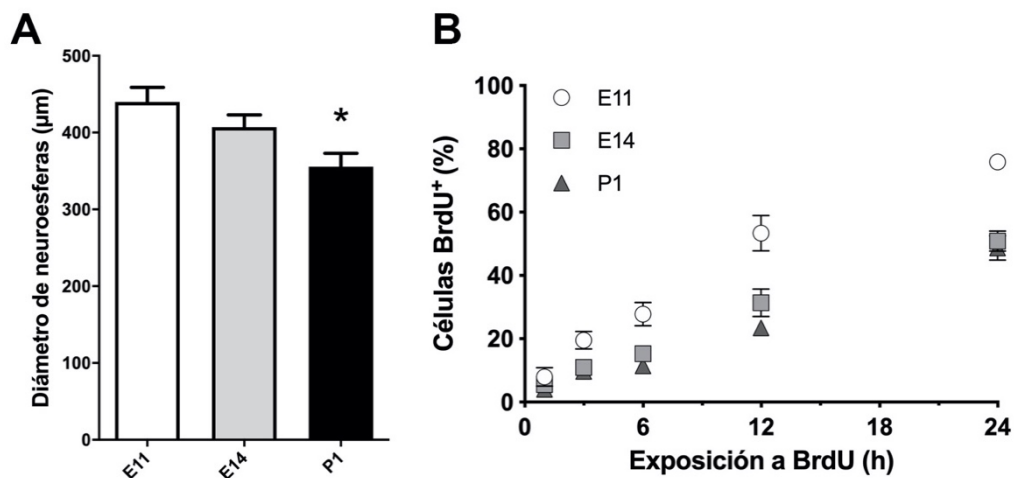 A
Diámetro de neuroesferas (µm)
500
400
300
200
100
0
*
E11
E14
P1
B
Células BrdU⁺ (%)
100
80
60
40
20
0
E11
E14
P1
0
6
12
18
24
Exposición a BrdU (h)